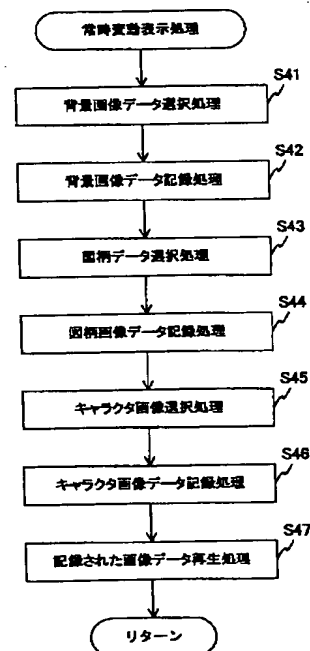 常時変動表示処理
S41
背景画像データ選択処理
S42
背景画像データ記録処理
S43
図柄データ選択処理
S44
図柄画像データ記録処理
S45
キャラクタ画像選択処理
S46
キャラクタ画像データ記録処理
S47
記録された画像データ再生処理
リターン